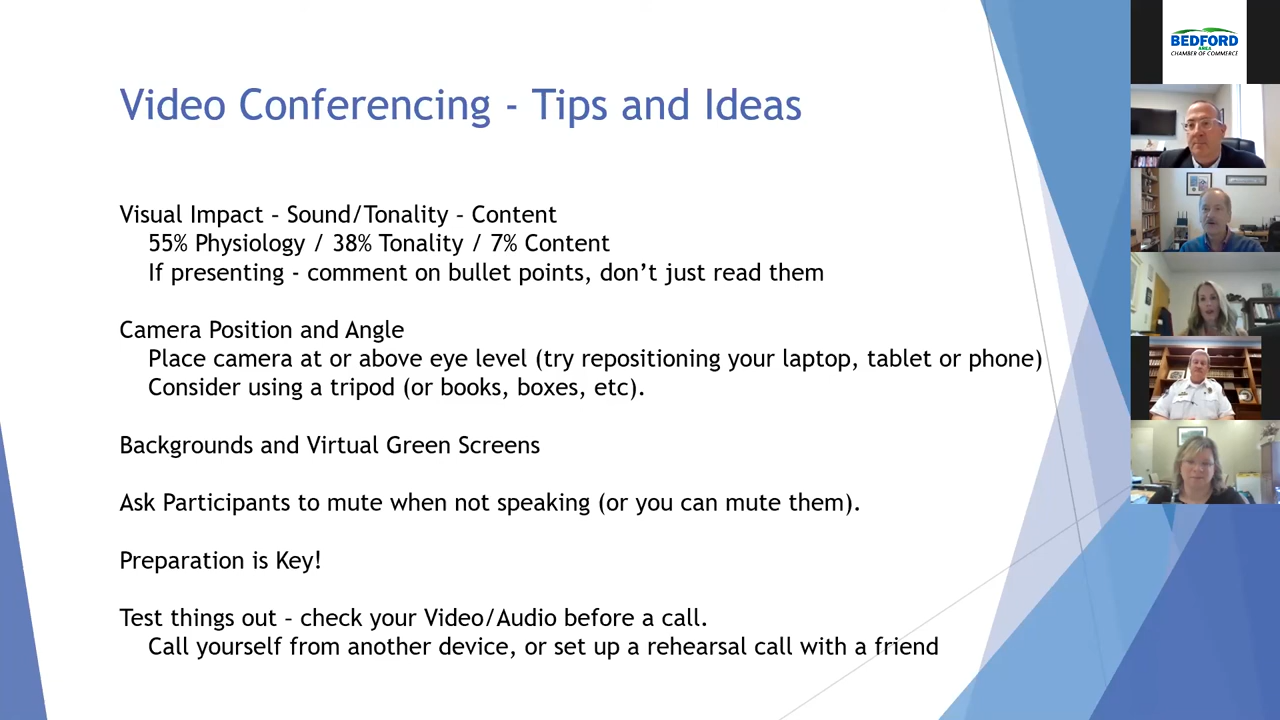 Video Conferencing - Tips and Ideas
Visual Impact – Sound/Tonality – Content
55% Physiology / 38% Tonality / 7% Content
If presenting - comment on bullet points, don’t just read them
Camera Position and Angle
Place camera at or above eye level (try repositioning your laptop, tablet or phone)
Consider using a tripod (or books, boxes, etc).
Backgrounds and Virtual Green Screens
Ask Participants to mute when not speaking (or you can mute them).
Preparation is Key!
Test things out – check your Video/Audio before a call.
Call yourself from another device, or set up a rehearsal call with a friend
BEDFORD
AREA
CHAMBER OF COMMERCE